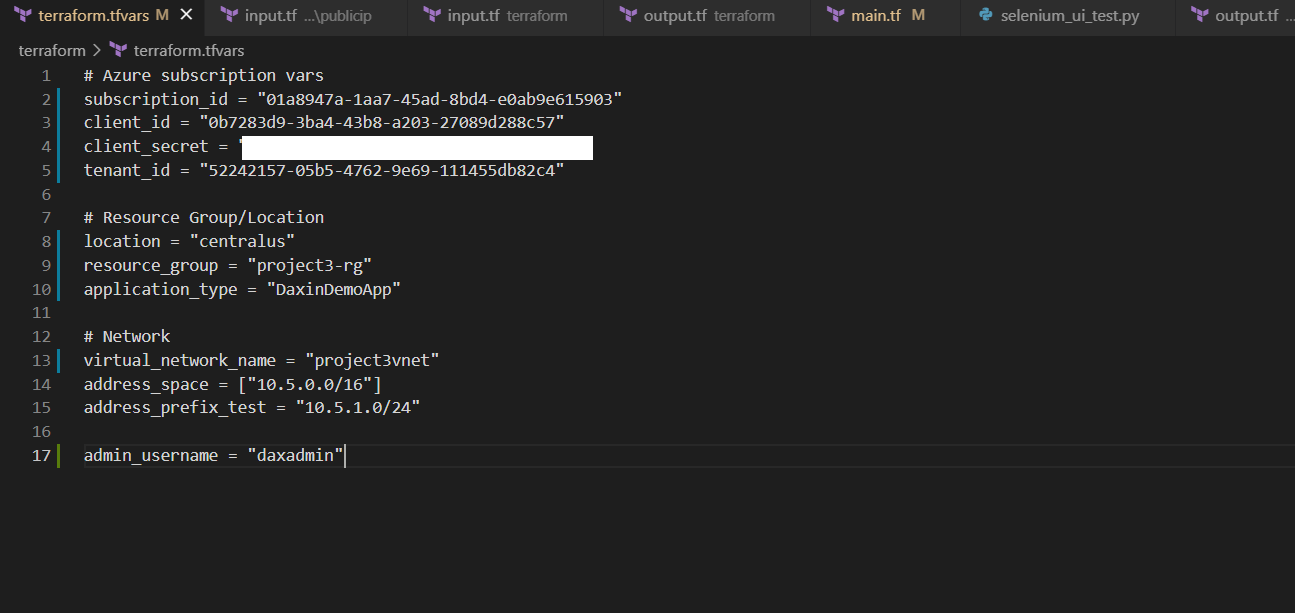 terraform.tfvars M input.tf ...\publicip input.tf terraform output.tf terraform main.tf M selenium_ui_test.py output.tf ...
terraform > terraform.tfvars
1 # Azure subscription vars
2 subscription_id = "01a8947a-1aa7-45ad-8bd4-e0ab9e615903"
3 client_id = "0b7283d9-3ba4-43b8-a203-27089d288c57"
4 client_secret = "
5 tenant_id = "52242157-05b5-4762-9e69-111455db82c4"
6
7 # Resource Group/Location
8 location = "centralus"
9 resource_group = "project3-rg"
10 application_type = "DaxinDemoApp"
11
12 # Network
13 virtual_network_name = "project3vnet"
14 address_space = ["10.5.0.0/16"]
15 address_prefix_test = "10.5.1.0/24"
16
17 admin_username = "daxadmin"